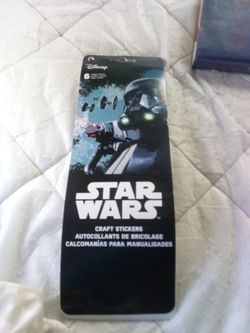 Disney
6
STAR
WARS
CRAFT STICKERS
AUTOCOLLANTS DE BRICOLAGE
CALCOMANÍAS PARA MANUALIDADES